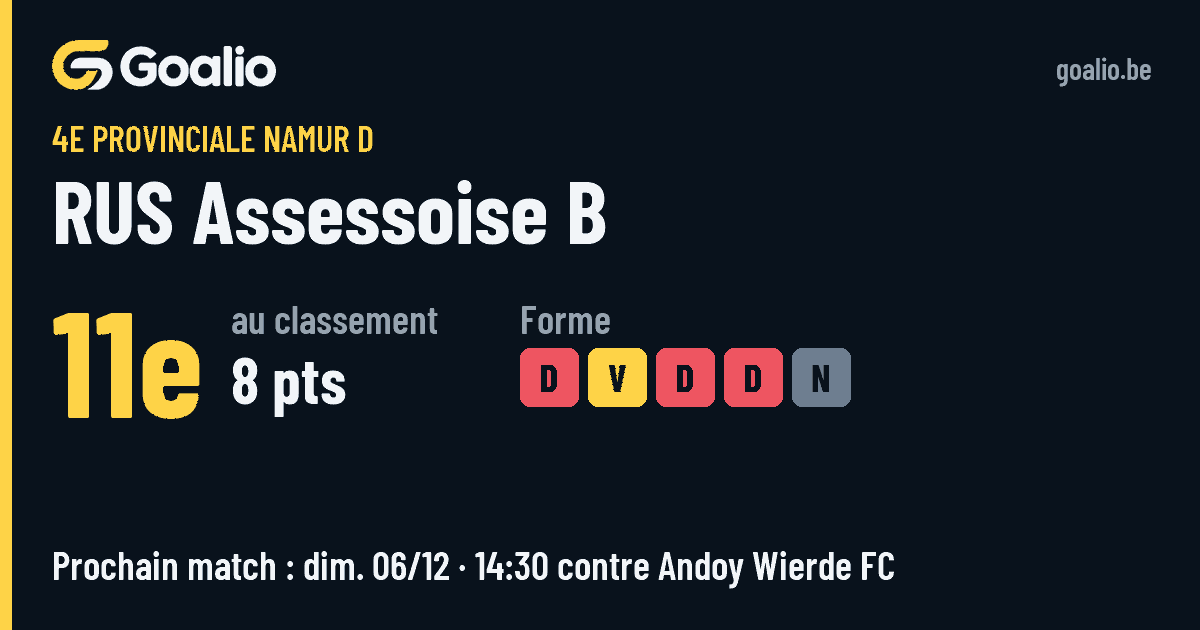 Goalio
goalio.be
4E PROVINCIALE NAMUR D
RUS Assessoise B
11e
au classement
8 pts
Forme
D V D D N
Prochain match : dim. 06/12 · 14:30 contre Andoy Wierde FC